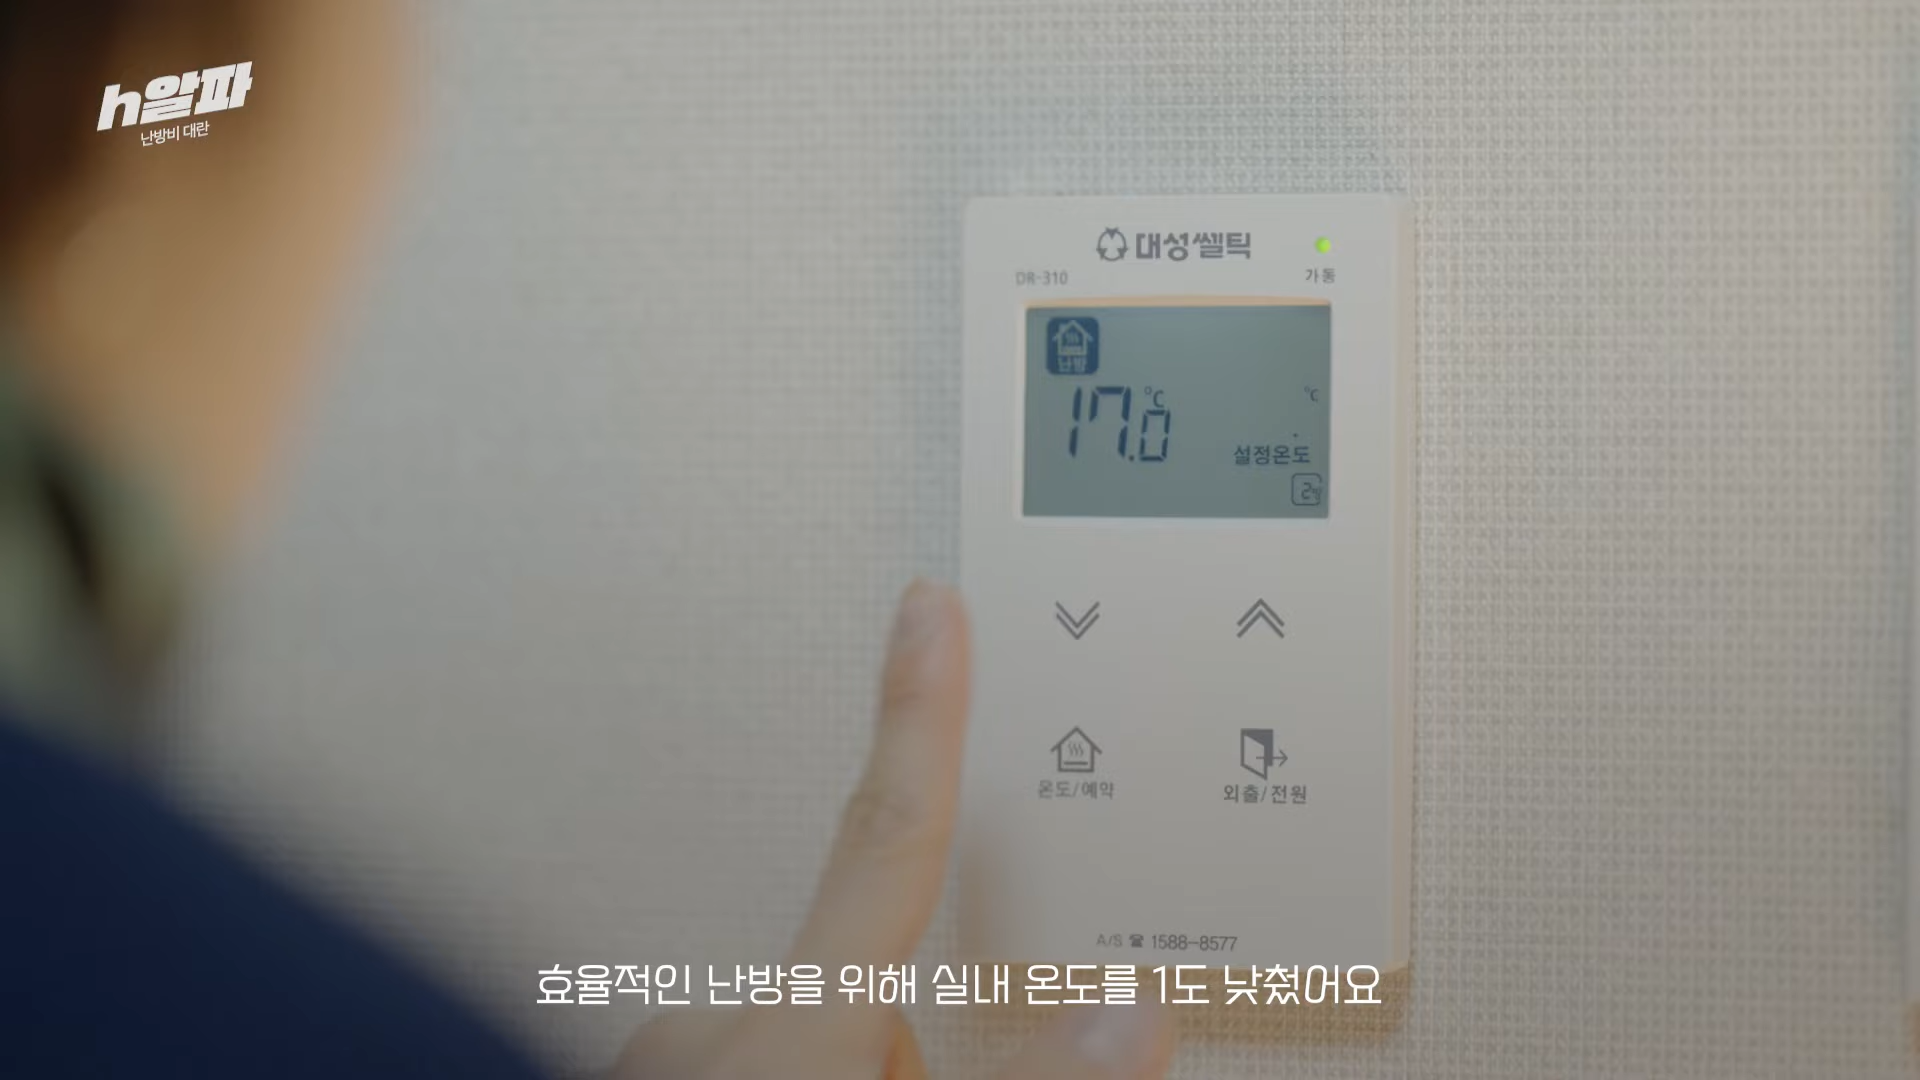 h알파
난방비 대란
대성쎌틱
DR-310
가동
난방
17.0 ℃
℃
설정온도
온도/예약
외출/전원
A/S ☎ 1588-8577
효율적인 난방을 위해 실내 온도를 1도 낮췄어요